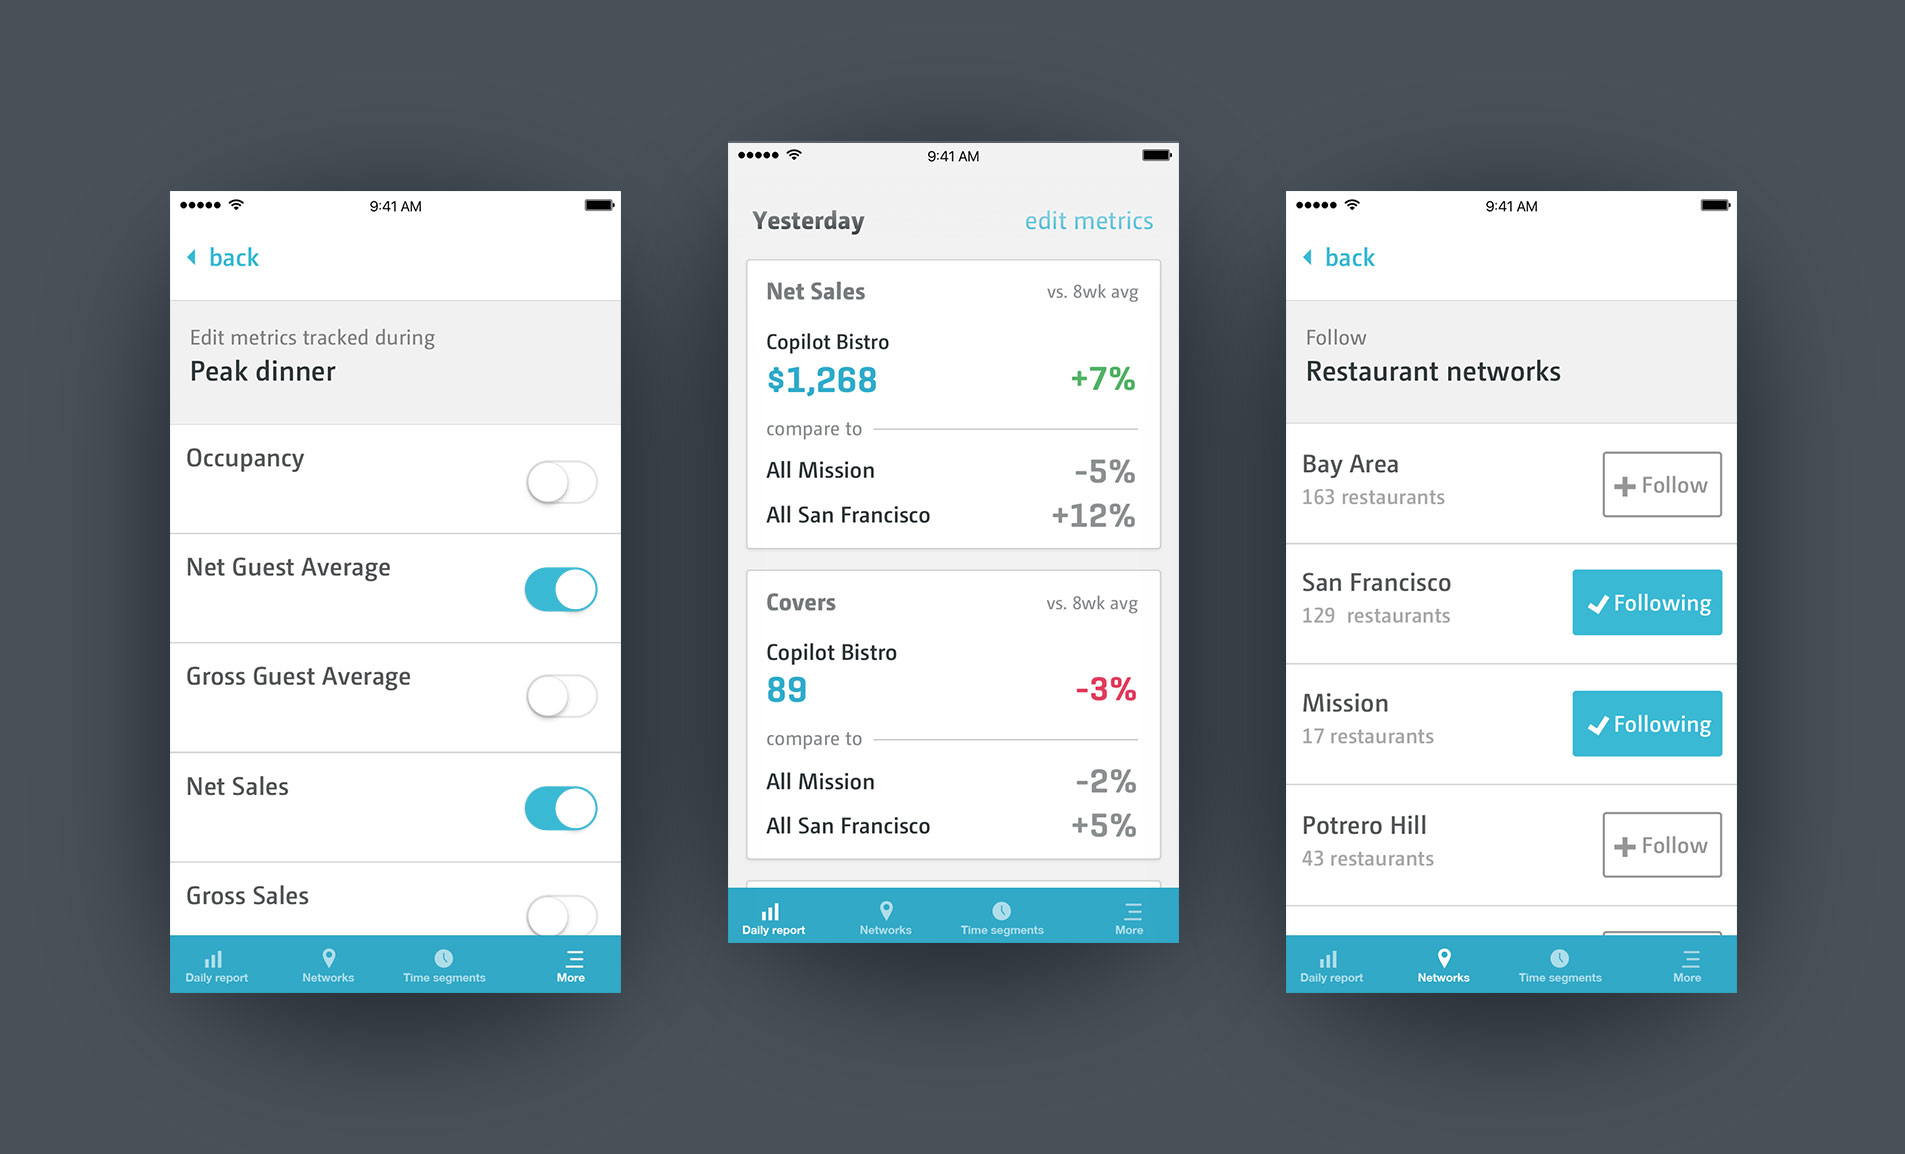 9:41 AM
back
Edit metrics tracked during
Peak dinner
Occupancy
Net Guest Average
Gross Guest Average
Net Sales
Gross Sales
Daily report Networks Time segments More
9:41 AM
Yesterday edit metrics
Net Sales vs. 8wk avg
Copilot Bistro
$1,268 +7%
compare to
All Mission -5%
All San Francisco +12%
Covers vs. 8wk avg
Copilot Bistro
89 -3%
compare to
All Mission -2%
All San Francisco +5%
Daily report Networks Time segments More
9:41 AM
back
Follow
Restaurant networks
Bay Area
163 restaurants
+ Follow
San Francisco
129 restaurants
Following
Mission
17 restaurants
Following
Potrero Hill
43 restaurants
+ Follow
Daily report Networks Time segments More